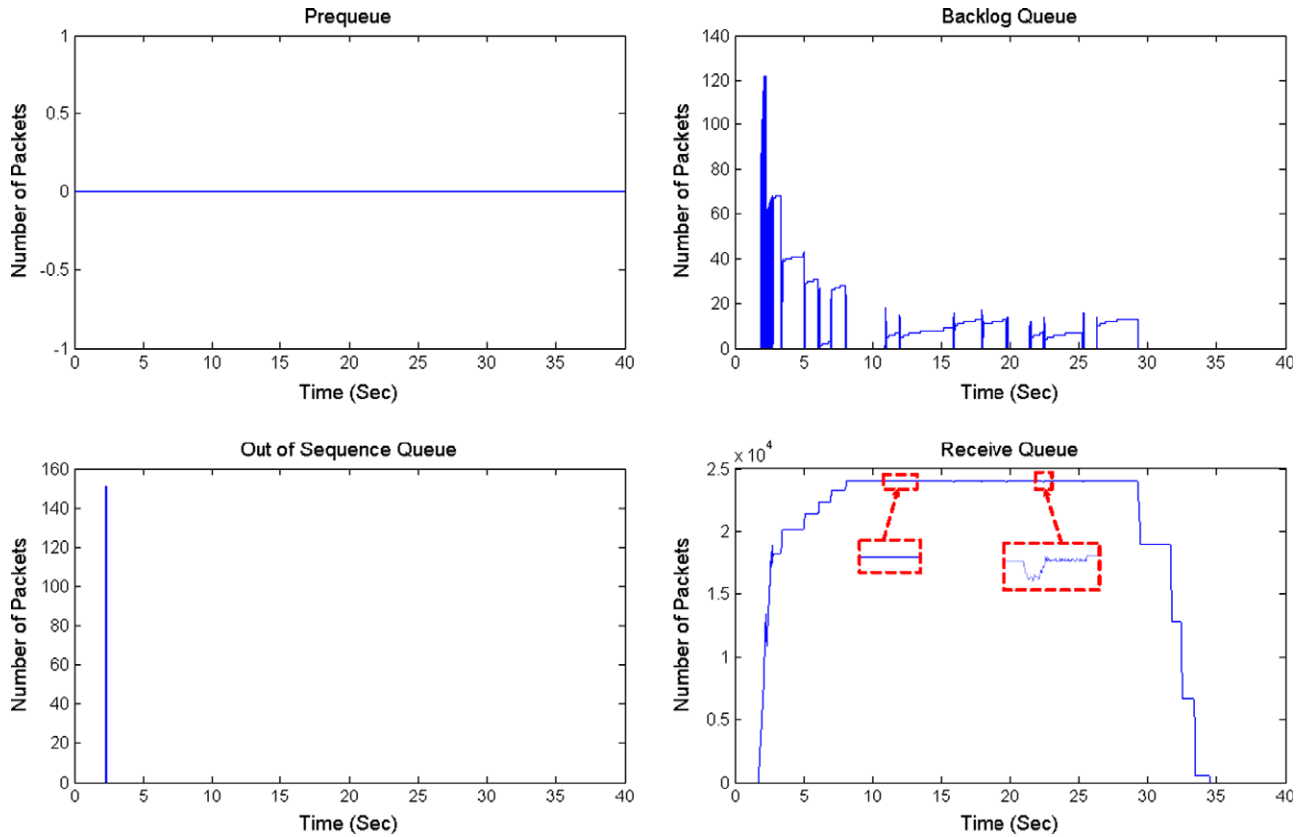 Prequeue
1
0.5
0
-0.5
-1
Number of Packets
0 5 10 15 20 25 30 35 40
Time (Sec)
Backlog Queue
140
120
100
80
60
40
20
0
Number of Packets
0 5 10 15 20 25 30 35 40
Time (Sec)
Out of Sequence Queue
160
140
120
100
80
60
40
20
0
Number of Packets
0 5 10 15 20 25 30 35 40
Time (Sec)
Receive Queue
x 10^4
2.5
2
1.5
1
0.5
0
Number of Packets
0 5 10 15 20 25 30 35 40
Time (Sec)